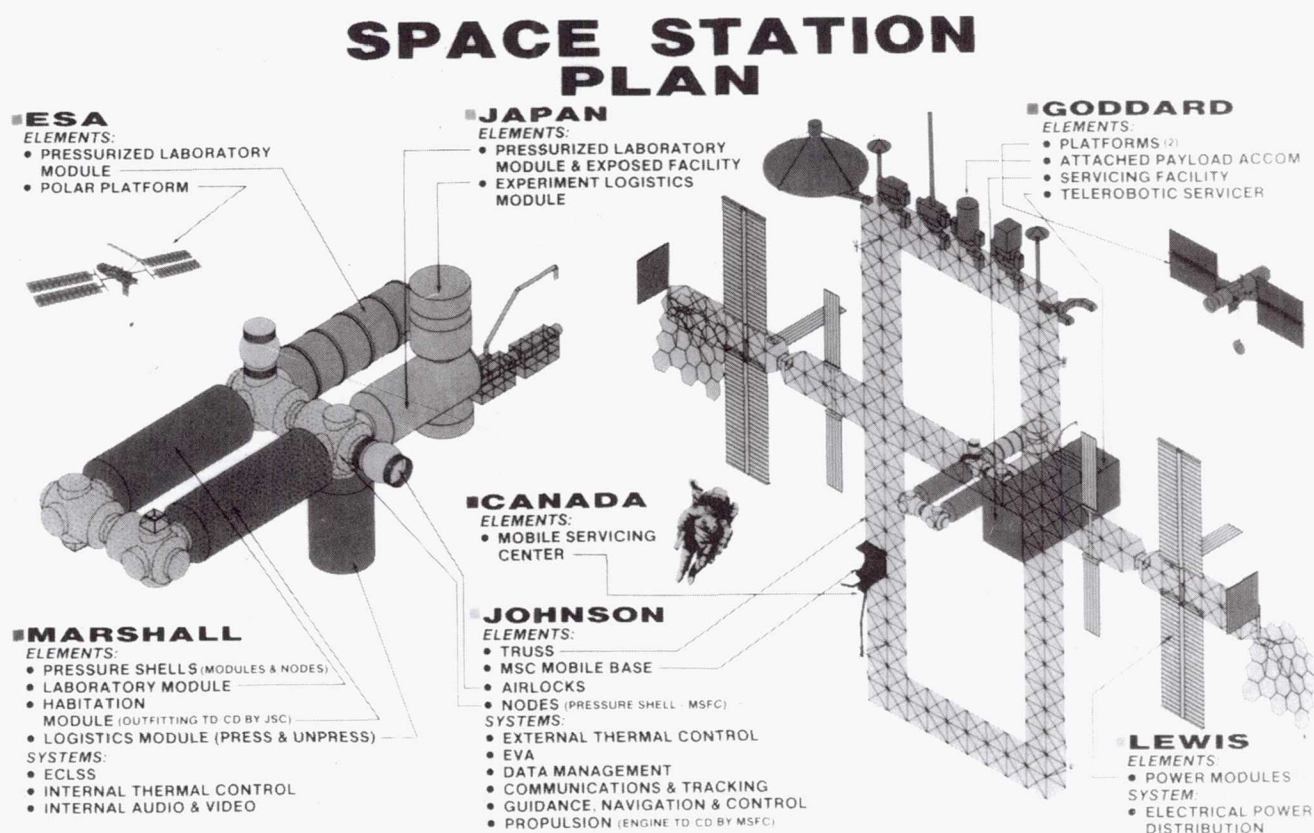 SPACE STATION
PLAN
ESA
ELEMENTS:
• PRESSURIZED LABORATORY
MODULE
• POLAR PLATFORM
JAPAN
ELEMENTS:
• PRESSURIZED LABORATORY
MODULE & EXPOSED FACILITY
• EXPERIMENT LOGISTICS
MODULE
GODDARD
ELEMENTS:
• PLATFORMS (2)
• ATTACHED PAYLOAD ACCOM
• SERVICING FACILITY
• TELEROBOTIC SERVICER
CANADA
ELEMENTS:
• MOBILE SERVICING
CENTER
MARSHALL
ELEMENTS:
• PRESSURE SHELLS (MODULES & NODES)
• LABORATORY MODULE
• HABITATION
MODULE (OUTFITTING TD CD BY JSC)
• LOGISTICS MODULE (PRESS & UNPRESS)
SYSTEMS:
• ECLSS
• INTERNAL THERMAL CONTROL
• INTERNAL AUDIO & VIDEO
JOHNSON
ELEMENTS:
• TRUSS
• MSC MOBILE BASE
• AIRLOCKS
• NODES (PRESSURE SHELL - MSFC)
SYSTEMS:
• EXTERNAL THERMAL CONTROL
• EVA
• DATA MANAGEMENT
• COMMUNICATIONS & TRACKING
• GUIDANCE, NAVIGATION & CONTROL
• PROPULSION (ENGINE TD CD BY MSFC)
LEWIS
ELEMENTS:
• POWER MODULES
SYSTEM:
• ELECTRICAL POWER
DISTRIBUTION